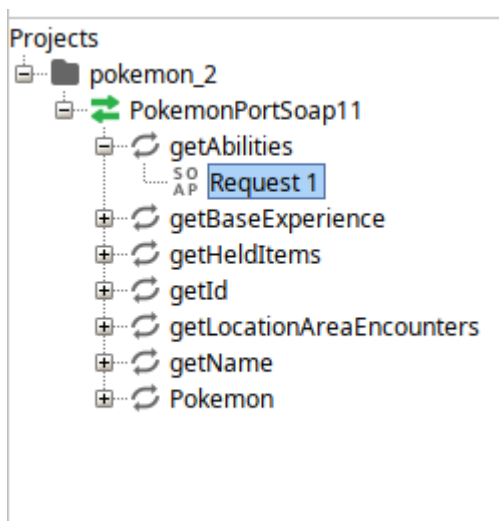 Projects
pokemon_2
PokemonPortSoap11
getAbilities
SO
AP Request 1
getBaseExperience
getHeldItems
getId
getLocationAreaEncounters
getName
Pokemon